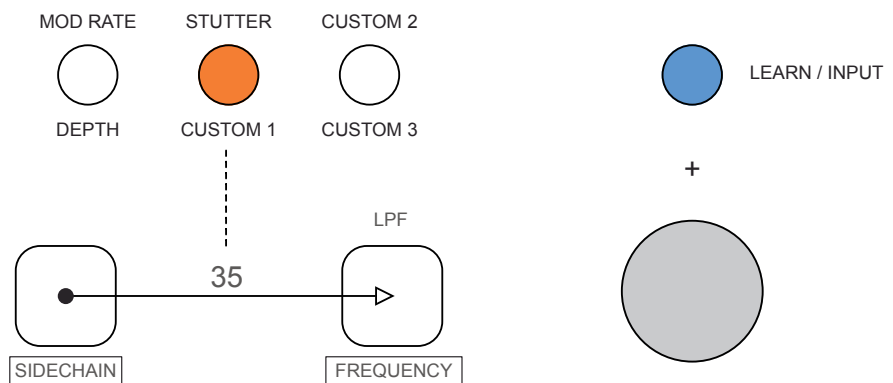 MOD RATE
STUTTER
CUSTOM 2
LEARN / INPUT
DEPTH
CUSTOM 1
CUSTOM 3
+
LPF
35
SIDECHAIN
FREQUENCY